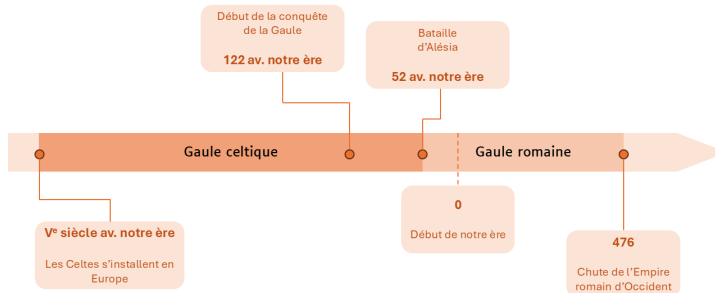 Début de la conquête
de la Gaule
122 av. notre ère
Bataille
d’Alésia
52 av. notre ère
Gaule celtique
Gaule romaine
Vᵉ siècle av. notre ère
Les Celtes s’installent en
Europe
0
Début de notre ère
476
Chute de l’Empire
romain d’Occident